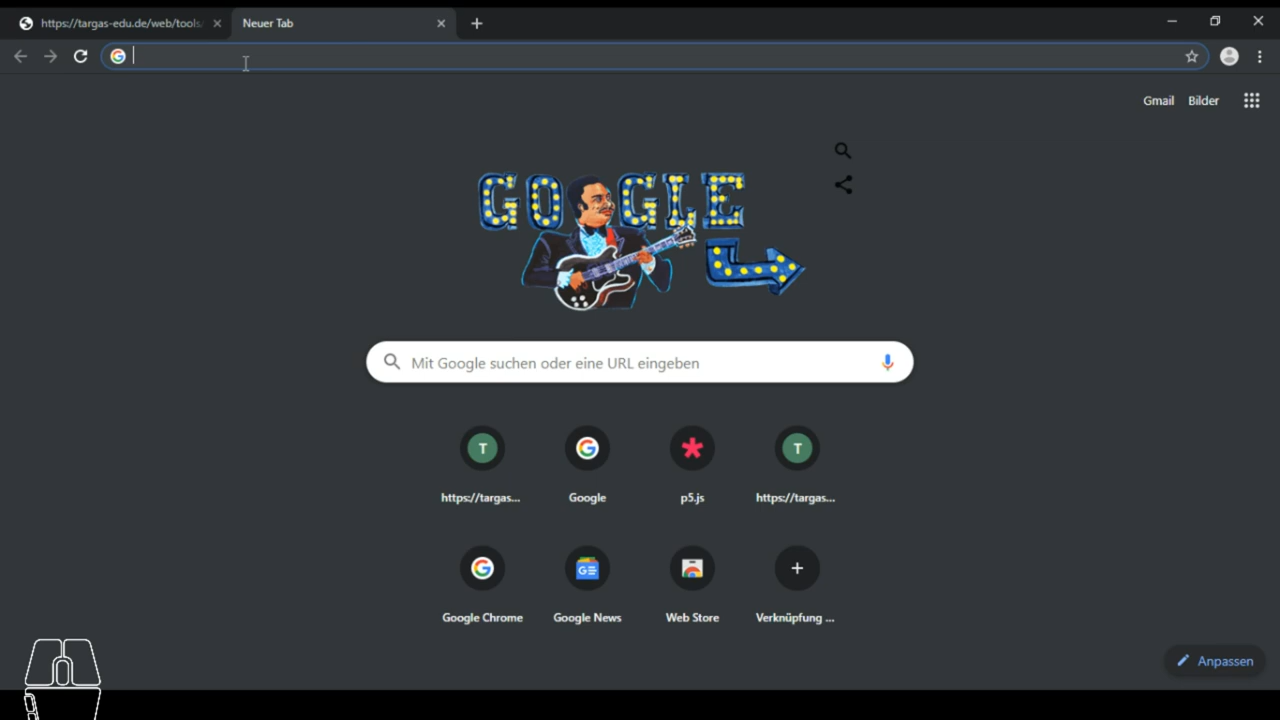 https://targas-edu.de/web/tools
Neuer Tab
Gmail Bilder
GOOGLE
Mit Google suchen oder eine URL eingeben
T T
https://targas... Google p5.js https://targas...
Google Chrome Google News Web Store Verknüpfung ...
Anpassen